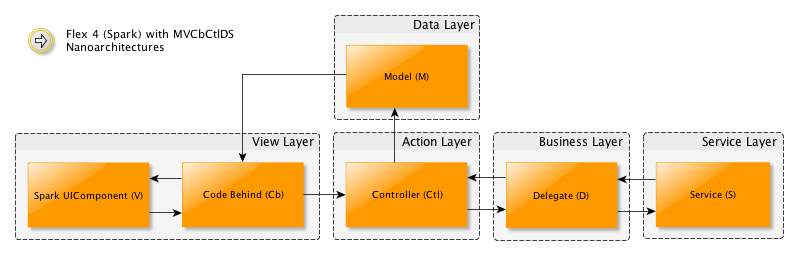 Flex 4 (Spark) with MVCbCtlDS
Nanoarchitectures
Data Layer
Model (M)
View Layer
Action Layer
Business Layer
Service Layer
Spark UIComponent (V)
Code Behind (Cb)
Controller (Ctl)
Delegate (D)
Service (S)